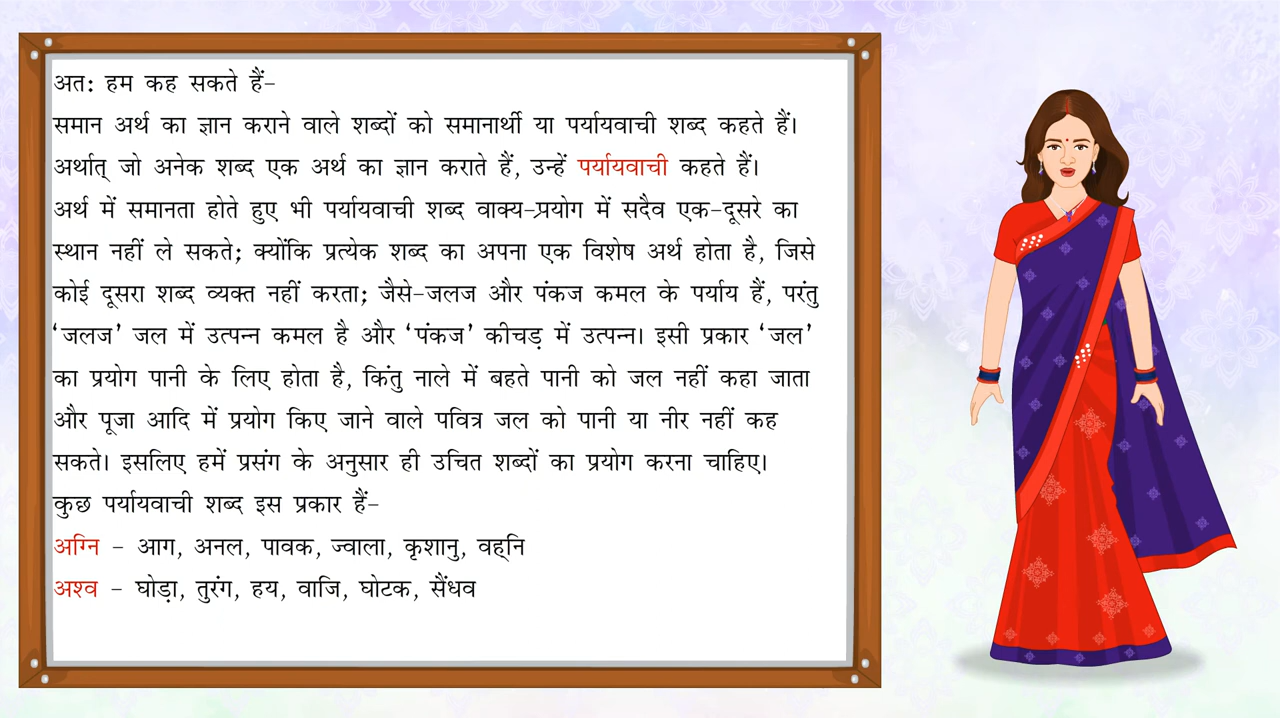 अत: हम कह सकते हैं–
समान अर्थ का ज्ञान कराने वाले शब्दों को समानार्थी या पर्यायवाची शब्द कहते हैं।
अर्थात् जो अनेक शब्द एक अर्थ का ज्ञान कराते हैं, उन्हें पर्यायवाची कहते हैं।
अर्थ में समानता होते हुए भी पर्यायवाची शब्द वाक्य–प्रयोग में सदैव एक–दूसरे का
स्थान नहीं ले सकते; क्योंकि प्रत्येक शब्द का अपना एक विशेष अर्थ होता है, जिसे
कोई दूसरा शब्द व्यक्त नहीं करता; जैसे–जलज और पंकज कमल के पर्याय हैं, परंतु
‘जलज’ जल में उत्पन्न कमल है और ‘पंकज’ कीचड़ में उत्पन्न। इसी प्रकार ‘जल’
का प्रयोग पानी के लिए होता है, किंतु नाले में बहते पानी को जल नहीं कहा जाता
और पूजा आदि में प्रयोग किए जाने वाले पवित्र जल को पानी या नीर नहीं कह
सकते। इसलिए हमें प्रसंग के अनुसार ही उचित शब्दों का प्रयोग करना चाहिए।
कुछ पर्यायवाची शब्द इस प्रकार हैं–
अग्नि – आग, अनल, पावक, ज्वाला, कृशानु, वह्‌नि
अश्व – घोड़ा, तुरंग, हय, वाजि, घोटक, सैंधव